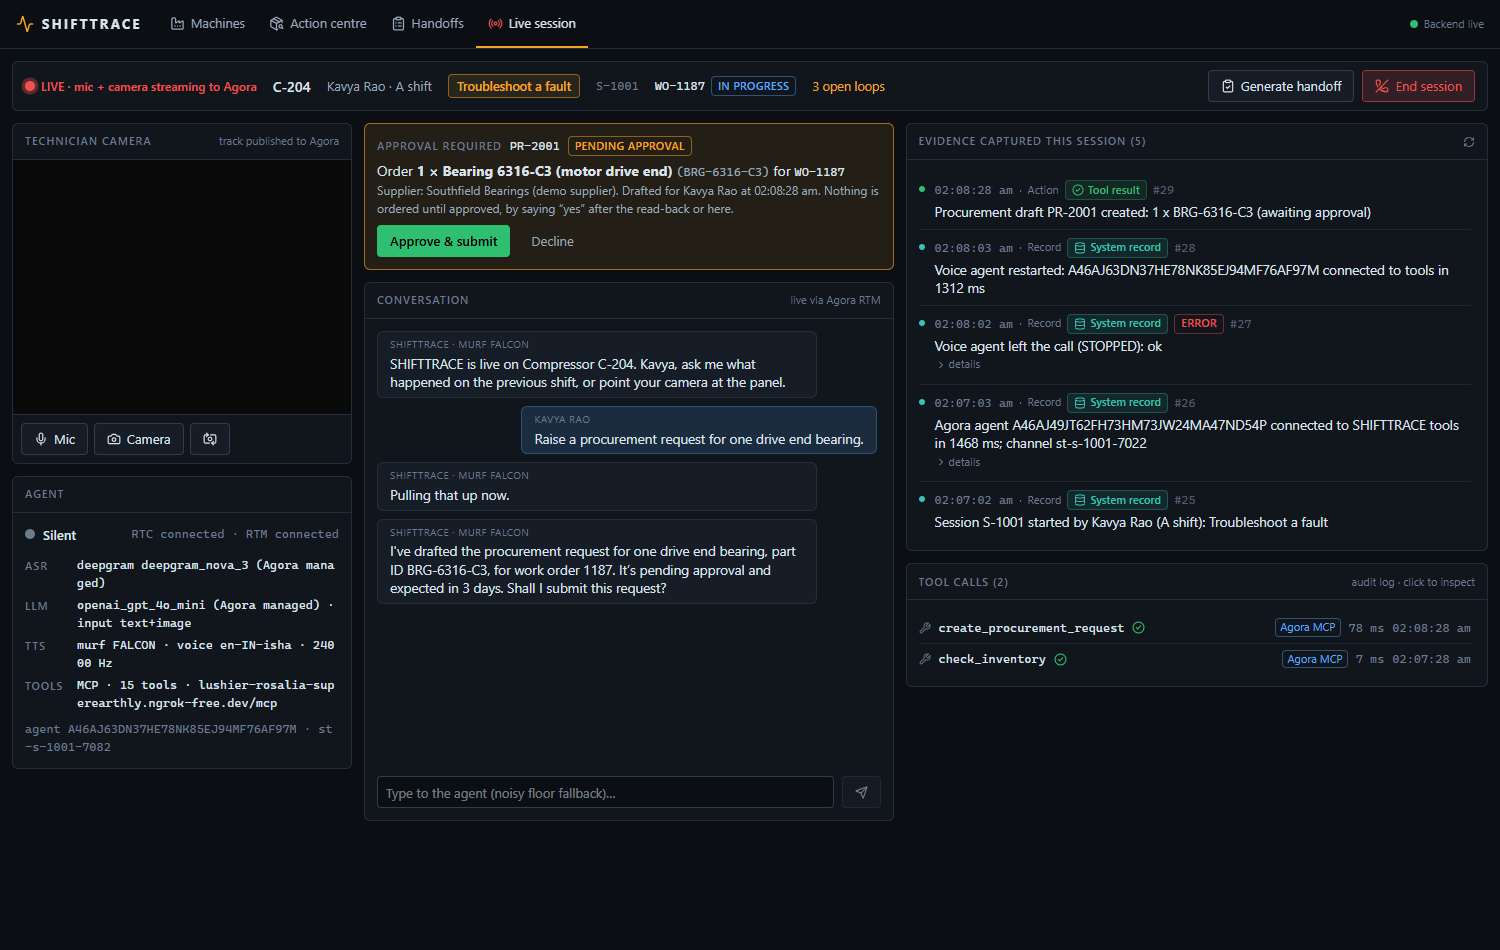 SHIFTTRACE
Machines
Action centre
Handoffs
Live session
Backend live
LIVE · mic + camera streaming to Agora
C-204
Kavya Rao · A shift
Troubleshoot a fault
S-1001
WO-1187
IN PROGRESS
3 open loops
Generate handoff
End session
TECHNICIAN CAMERA
track published to Agora
Mic
Camera
AGENT
Silent
RTC connected · RTM connected
ASR
deepgram deepgram_nova_3 (Agora mana
ged)
LLM
openai_gpt_4o_mini (Agora managed) ·
input text+image
TTS
murf FALCON · voice en-IN-isha · 240
00 Hz
TOOLS
MCP · 15 tools · lushier-rosalia-sup
erearthly.ngrok-free.dev/mcp
agent A46AJ63DN37HE78NK85EJ94MF76AF97M · st
-s-1001-7082
APPROVAL REQUIRED PR-2001 PENDING APPROVAL
Order 1 × Bearing 6316-C3 (motor drive end) (BRG-6316-C3) for WO-1187
Supplier: Southfield Bearings (demo supplier). Drafted for Kavya Rao at 02:08:28 am. Nothing is
ordered until approved, by saying “yes” after the read-back or here.
Approve & submit
Decline
CONVERSATION
live via Agora RTM
SHIFTTRACE · MURF FALCON
SHIFTTRACE is live on Compressor C-204. Kavya, ask me what
happened on the previous shift, or point your camera at the panel.
KAVYA RAO
Raise a procurement request for one drive end bearing.
SHIFTTRACE · MURF FALCON
Pulling that up now.
SHIFTTRACE · MURF FALCON
I've drafted the procurement request for one drive end bearing, part
ID BRG-6316-C3, for work order 1187. It's pending approval and
expected in 3 days. Shall I submit this request?
Type to the agent (noisy floor fallback)...
EVIDENCE CAPTURED THIS SESSION (5)
02:08:28 am · Action Tool result #29
Procurement draft PR-2001 created: 1 x BRG-6316-C3 (awaiting approval)
02:08:03 am · Record System record #28
Voice agent restarted: A46AJ63DN37HE78NK85EJ94MF76AF97M connected to tools in
1312 ms
02:08:02 am · Record System record ERROR #27
Voice agent left the call (STOPPED): ok
details
02:07:03 am · Record System record #26
Agora agent A46AJ49JT62FH73HM73JW24MA47ND54P connected to SHIFTTRACE tools
in 1468 ms; channel st-s-1001-7022
details
02:07:02 am · Record System record #25
Session S-1001 started by Kavya Rao (A shift): Troubleshoot a fault
TOOL CALLS (2)
audit log · click to inspect
create_procurement_request
Agora MCP 78 ms 02:08:28 am
check_inventory
Agora MCP 7 ms 02:07:28 am